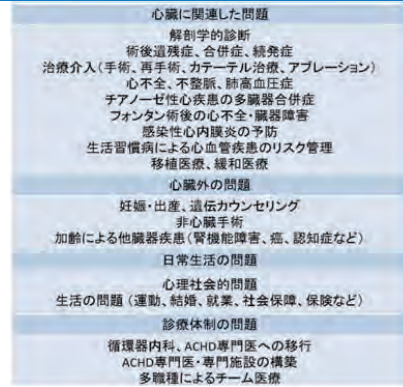 心臓に関連した問題
解剖学的診断
術後遺残症、合併症、続発症
治療介入(手術、再手術、カテーテル治療、アブレーション)
心不全、不整脈、肺高血圧症
チアノーゼ性心疾患の多臓器合併症
フォンタン術後の心不全・臓器障害
感染性心内膜炎の予防
生活習慣病による心血管疾患のリスク管理
移植医療、緩和医療
心臓外の問題
妊娠・出産、遺伝カウンセリング
非心臓手術
加齢による他臓器疾患(腎機能障害、癌、認知症など)
日常生活の問題
心理社会的問題
生活の問題(運動、結婚、就業、社会保障、保険など)
診療体制の問題
循環器内科、ACHD専門医への移行
ACHD専門医・専門施設の構築
多職種によるチーム医療